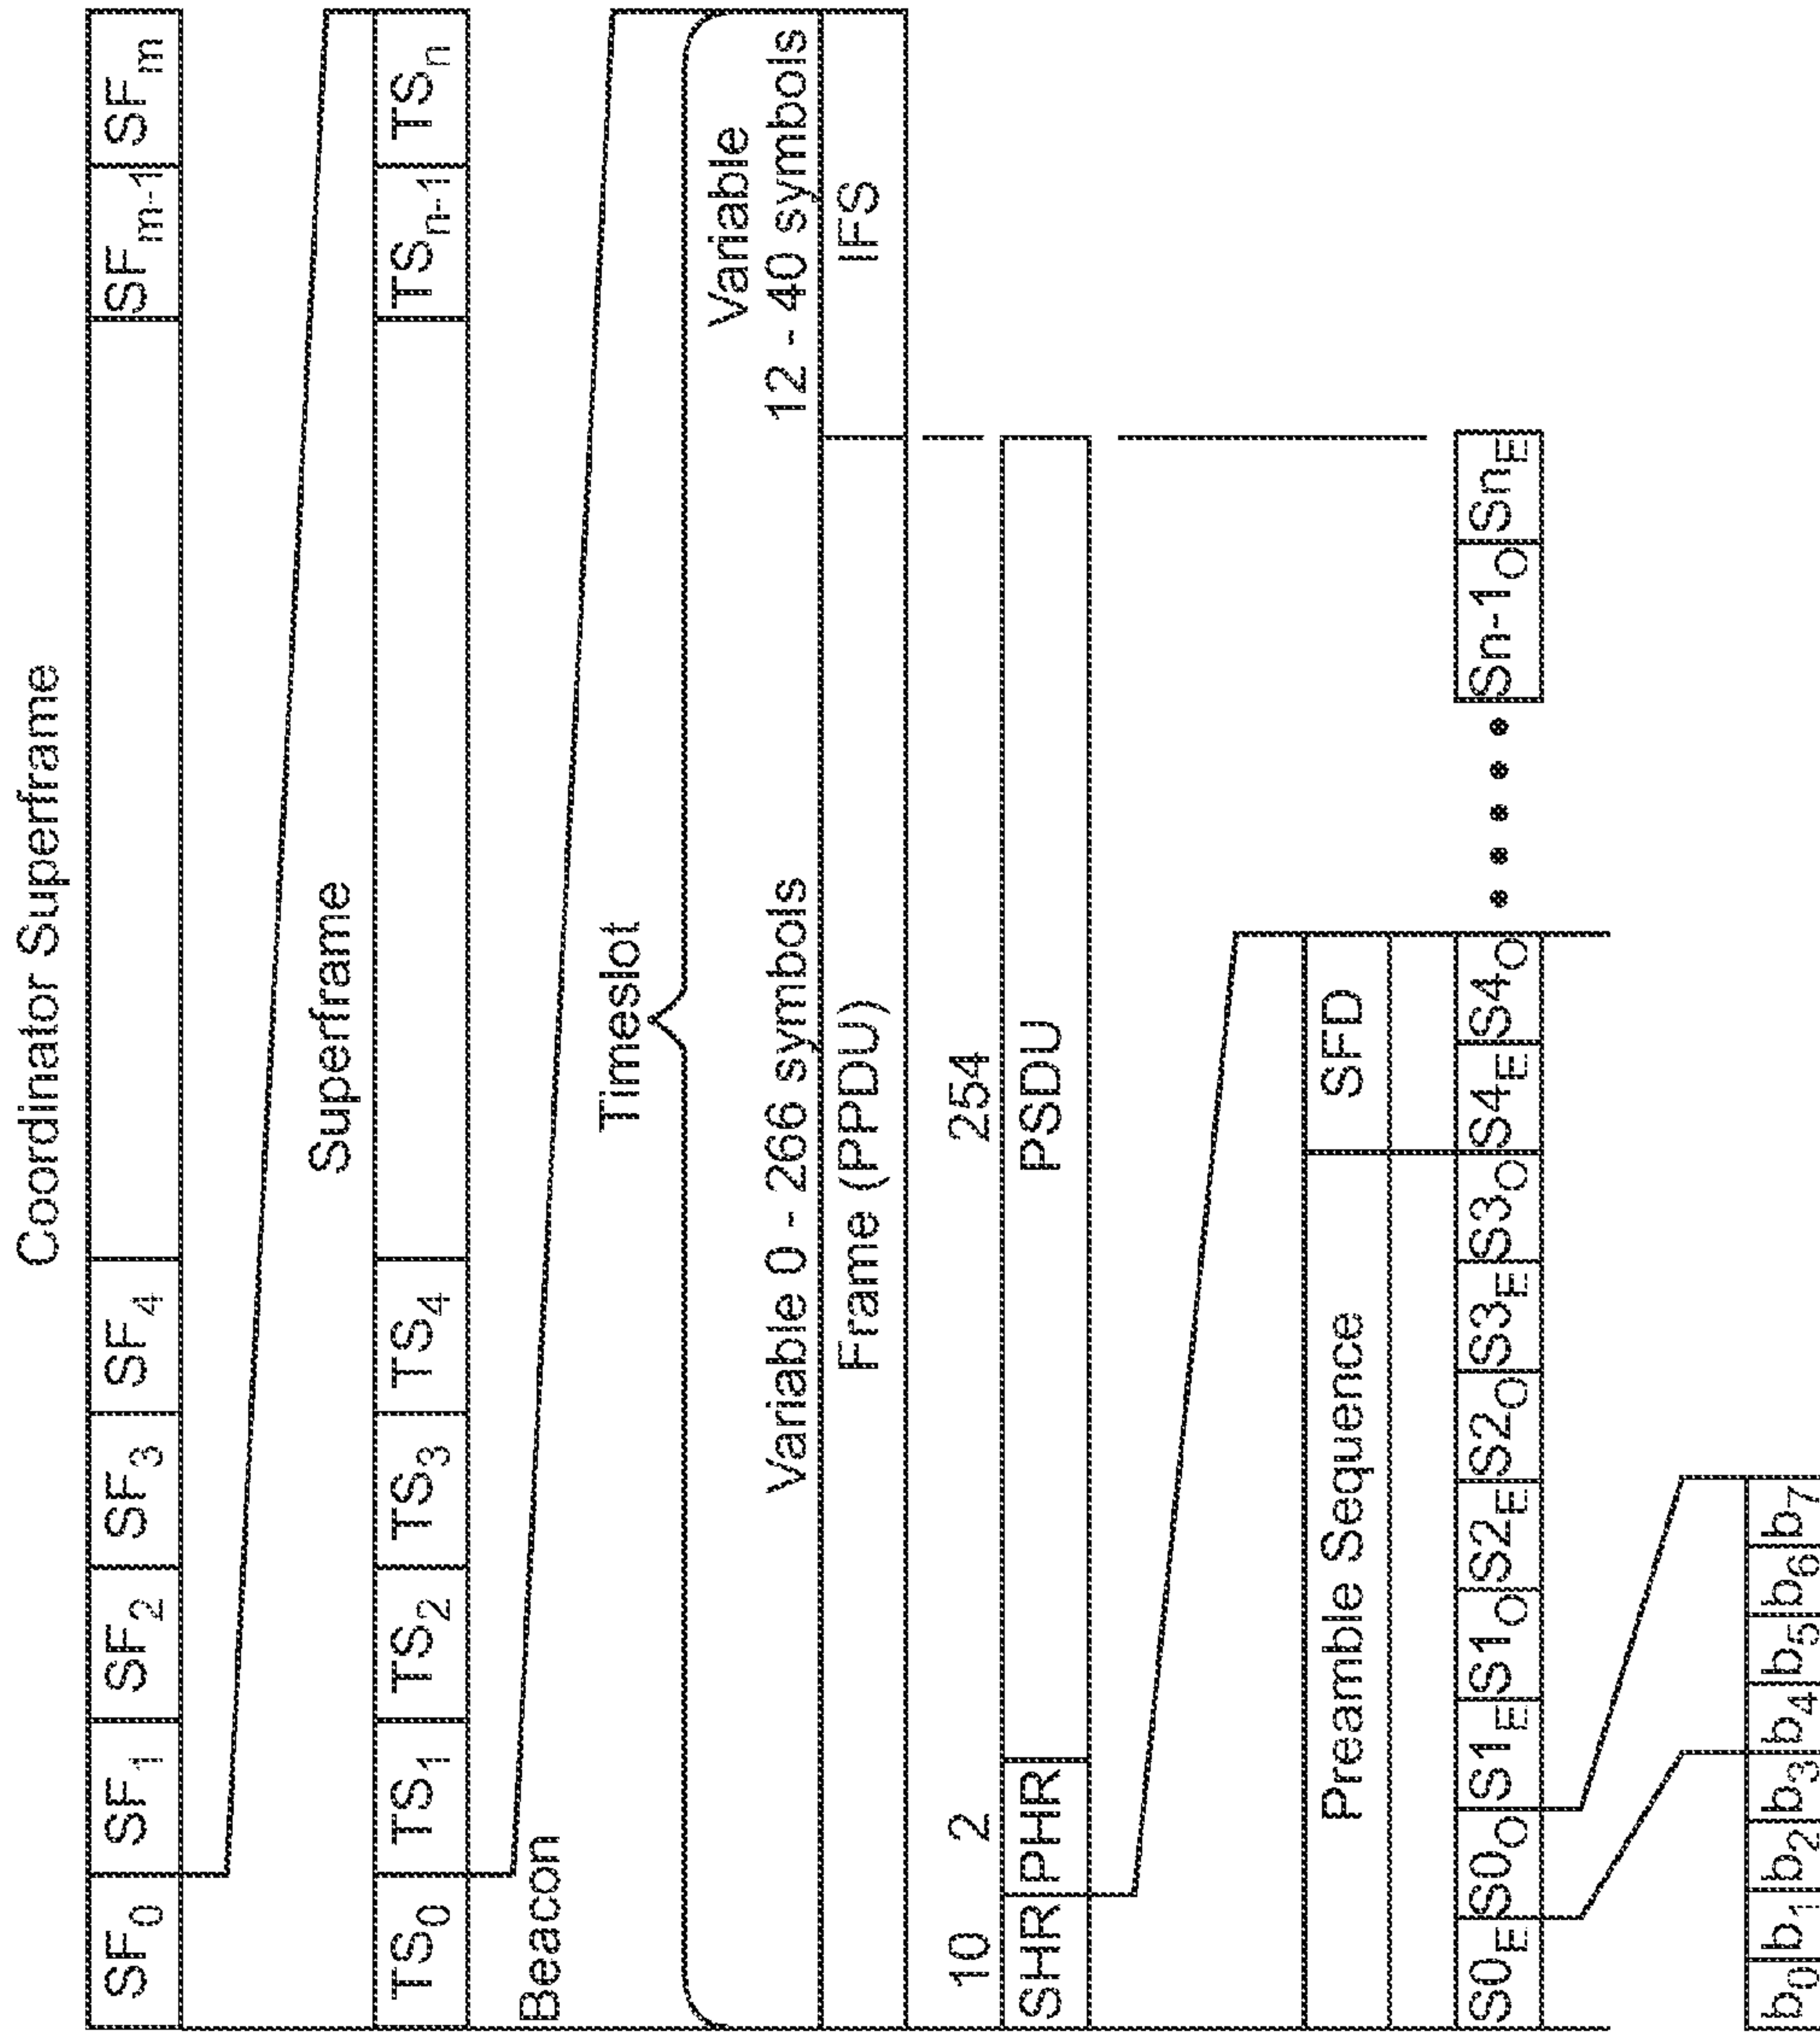 Coordinator Superframe
SF₀ SF₁ SF₂ SF₃ SF₄ SFₘ₋₁ SFₘ
Superframe
TS₀ TS₁ TS₂ TS₃ TS₄ TSₙ₋₁ TSₙ
Beacon
Timeslot
Variable
Variable 0 - 266 symbols 12 - 40 symbols
Frame (PPDU) IFS
10 2 254
SHR PHR PSDU
Preamble Sequence SFD
S0E S0O S1E S1O S2E S2O S3E S3O S4E S4O • • • • • Sn-1O SnE
b₀ b₁ b₂ b₃ b₄ b₅ b₆ b₇